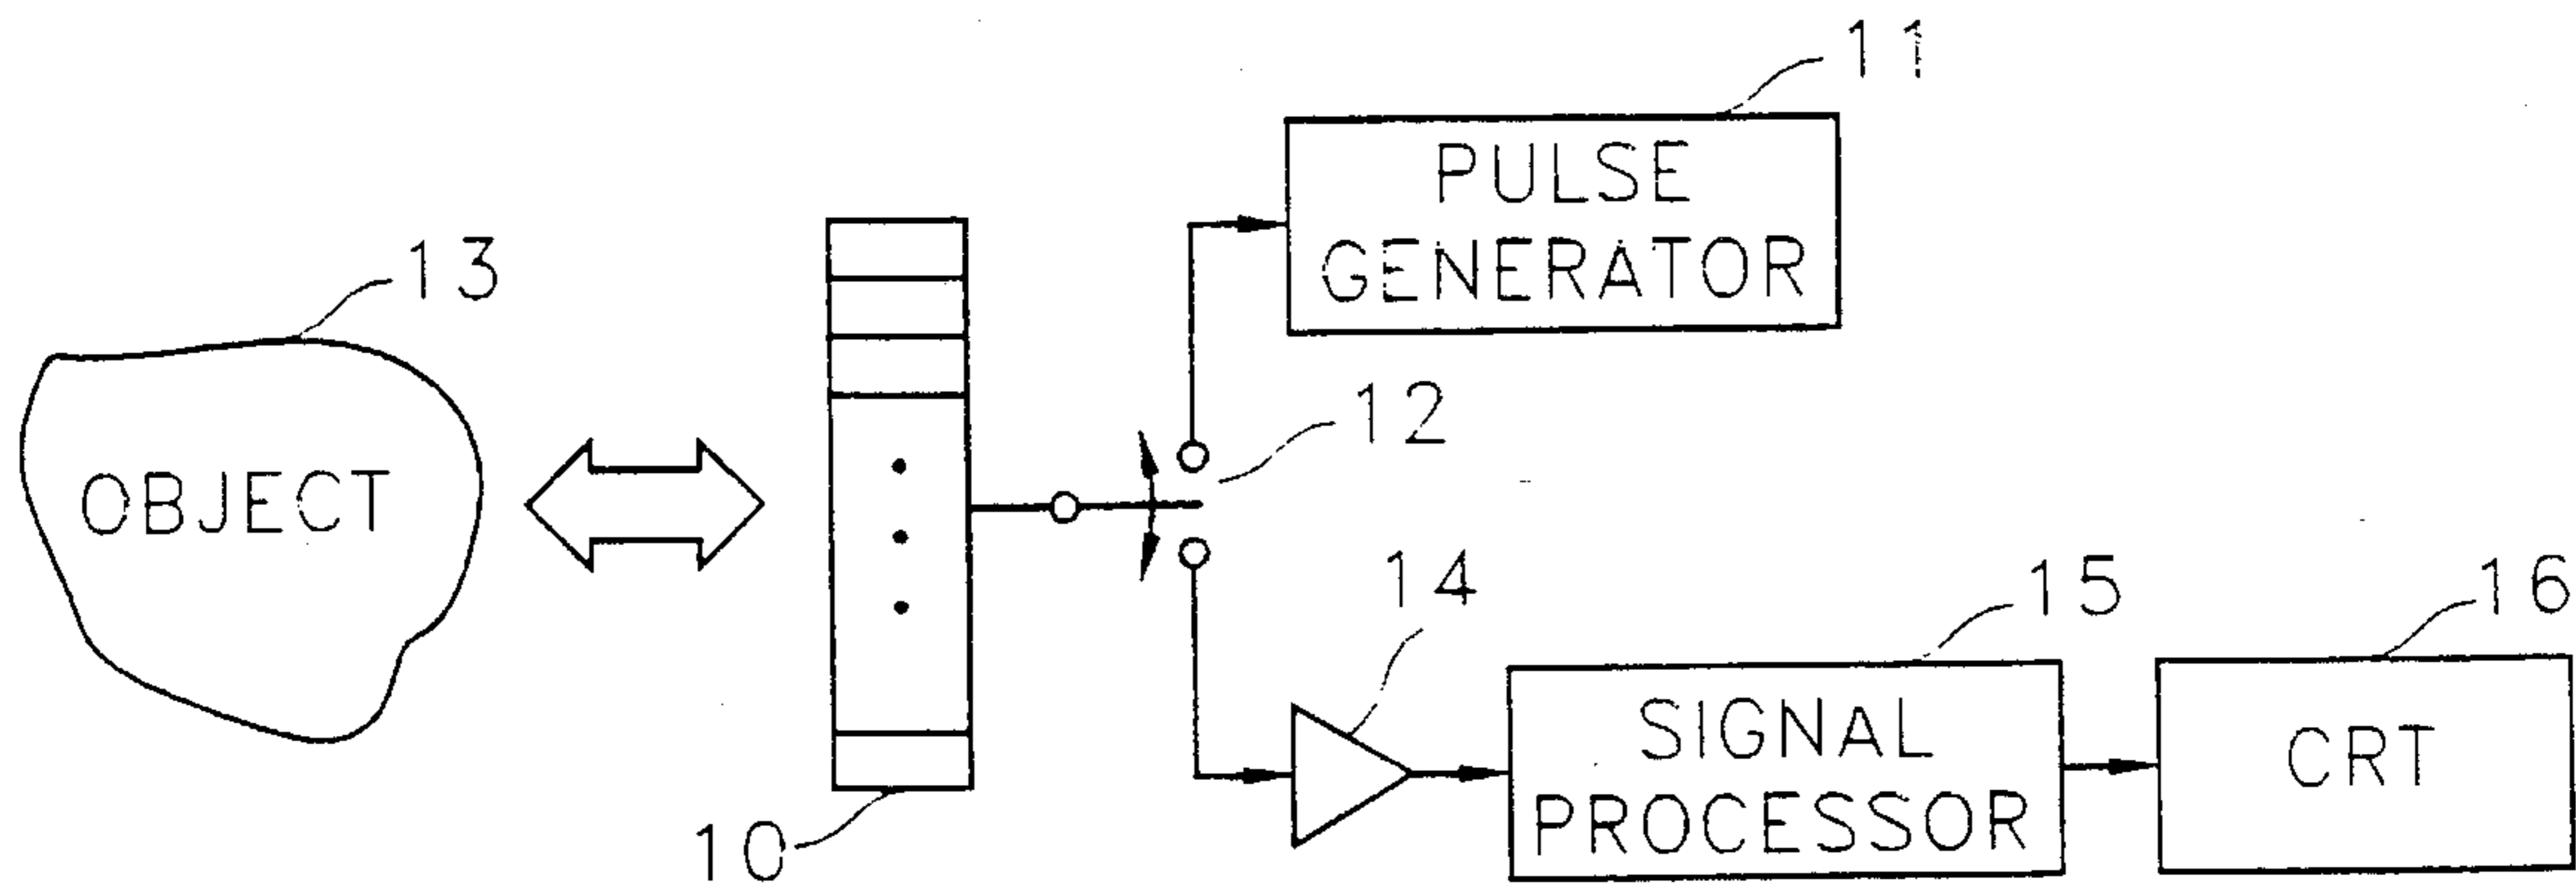 11
PULSE
GENERATOR
13
12
OBJECT
14
15
16
SIGNAL
PROCESSOR
CRT
10